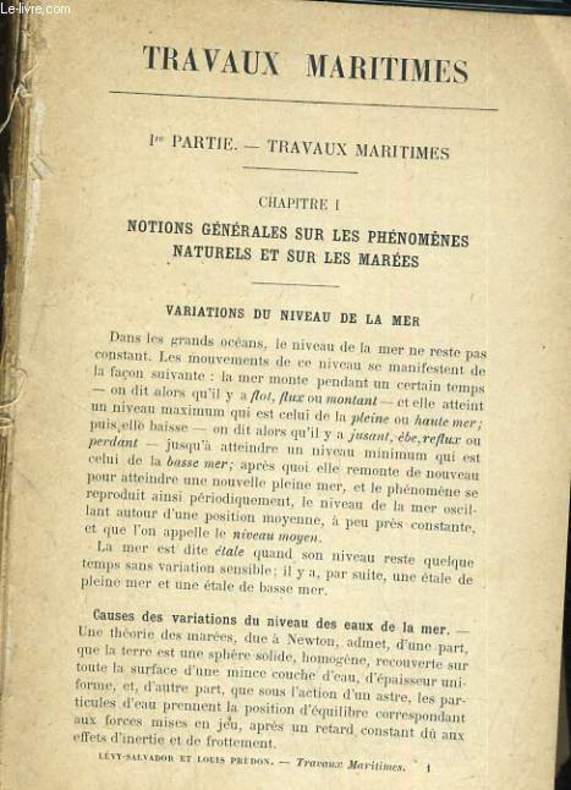 Le-livre.com
TRAVAUX MARITIMES
Ire PARTIE. — TRAVAUX MARITIMES
CHAPITRE I
NOTIONS GÉNÉRALES SUR LES PHÉNOMÈNES
NATURELS ET SUR LES MARÉES
VARIATIONS DU NIVEAU DE LA MER
Dans les grands océans, le niveau de la mer ne reste pas
constant. Les mouvements de ce niveau se manifestent de
la façon suivante : la mer monte pendant un certain temps
— on dit alors qu'il y a flot, flux ou montant — et elle atteint
un niveau maximum qui est celui de la pleine ou haute mer;
puis, elle baisse — on dit alors qu'il y a jusant, èbe, reflux ou
perdant — jusqu'à atteindre un niveau minimum qui est
celui de la basse mer; après quoi elle remonte de nouveau
pour atteindre une nouvelle pleine mer, et le phénomène se
reproduit ainsi périodiquement, le niveau de la mer oscil-
lant autour d'une position moyenne, à peu près constante,
et que l'on appelle le niveau moyen.
La mer est dite étale quand son niveau reste quelque
temps sans variation sensible; il y a, par suite, une étale de
pleine mer et une étale de basse mer.
Causes des variations du niveau des eaux de la mer. —
Une théorie des marées, due à Newton, admet, d'une part,
que la terre est une sphère solide, homogène, recouverte sur
toute la surface d'une mince couche d'eau, d'épaisseur uni-
forme, et, d'autre part, que sous l'action d'un astre, les par-
ticules d'eau prennent la position d'équilibre correspondant
aux forces mises en jeu, après un retard constant dû aux
effets d'inertie et de frottement.
LÉVY-SALVADOR ET LOUIS PRUDON. — Travaux Maritimes. 1